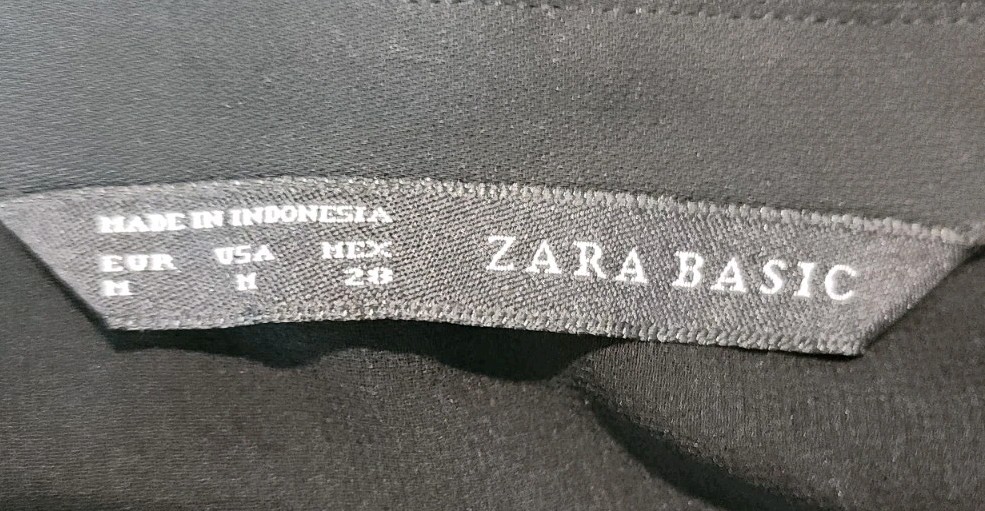 MADE IN INDONESIA
EUR USA MEX
M M 28
ZARA BASIC